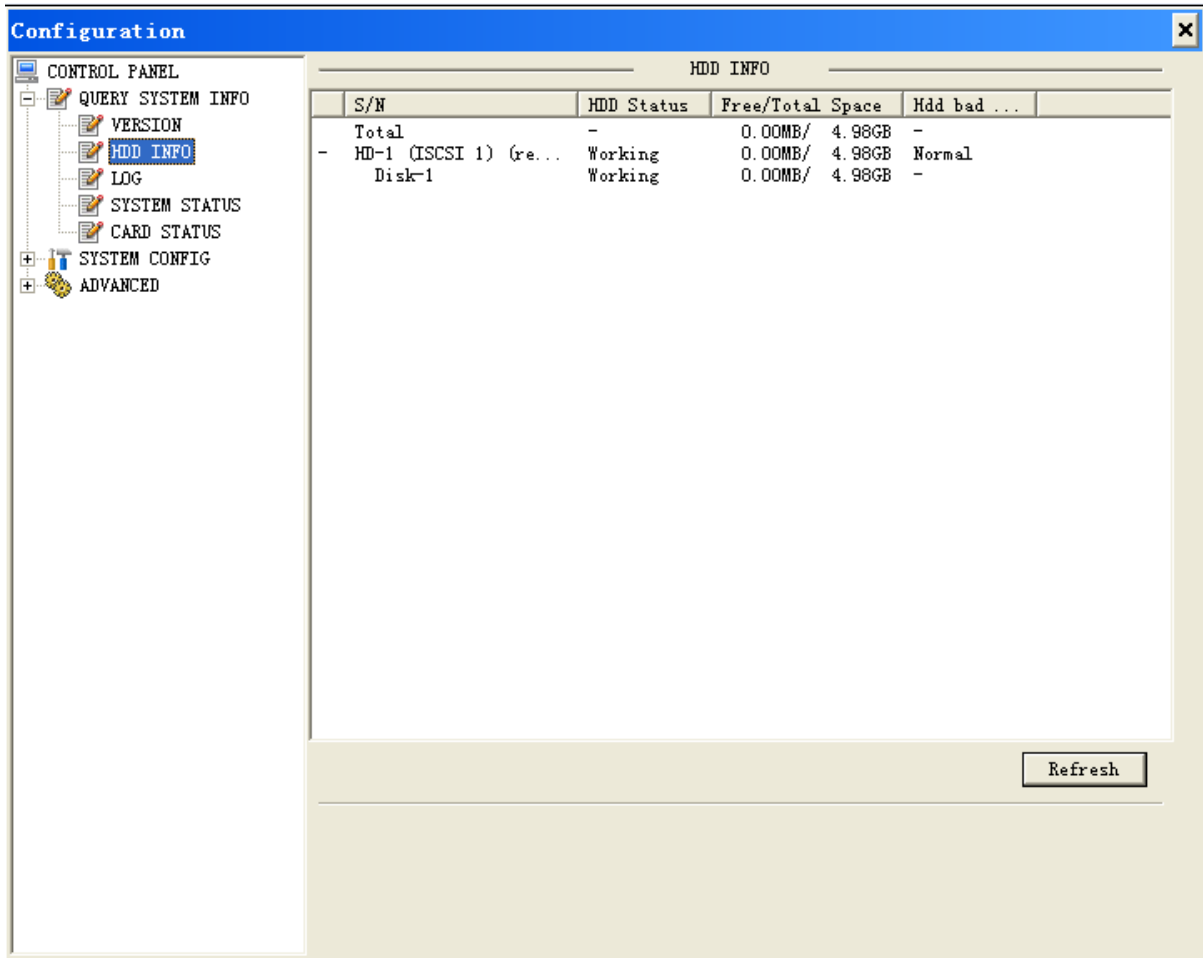 Configuration
CONTROL PANEL
QUERY SYSTEM INFO
VERSION
HDD INFO
LOG
SYSTEM STATUS
CARD STATUS
SYSTEM CONFIG
ADVANCED
HDD INFO
S/N HDD Status Free/Total Space Hdd bad ...
Total - 0.00MB/ 4.98GB -
- HD-1 (ISCSI 1) (re... Working 0.00MB/ 4.98GB Normal
Disk-1 Working 0.00MB/ 4.98GB -
Refresh